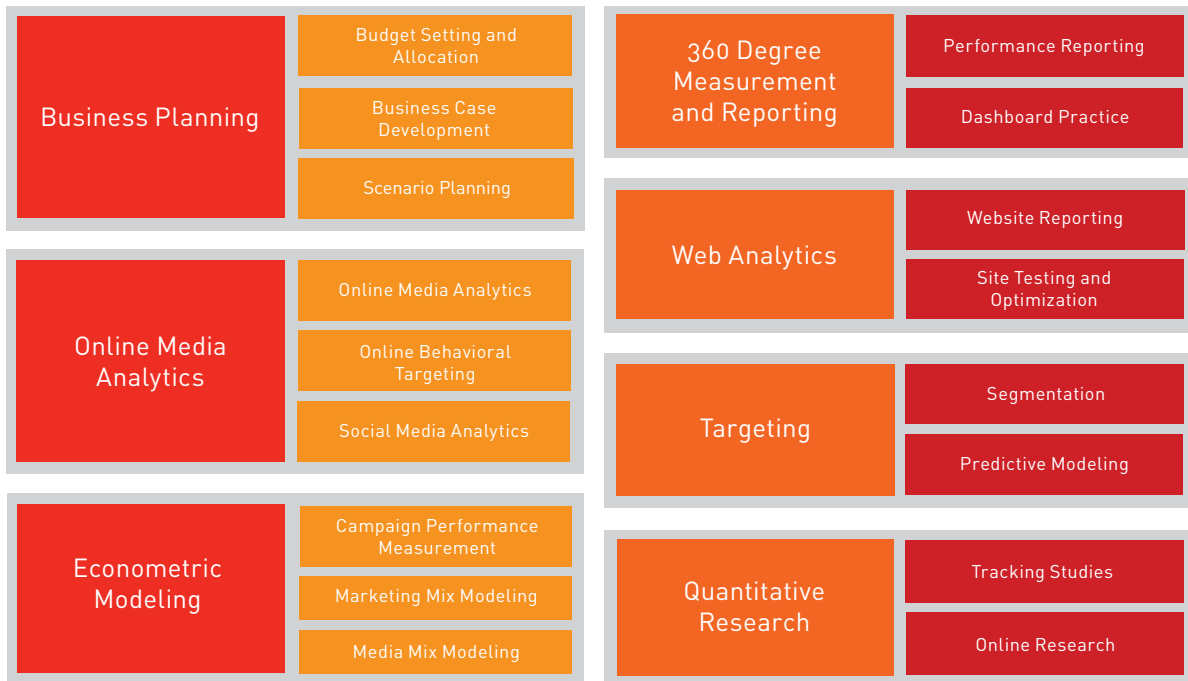 Business Planning
Budget Setting and
Allocation
Business Case
Development
Scenario Planning
Online Media
Analytics
Online Media Analytics
Online Behavioral
Targeting
Social Media Analytics
Econometric
Modeling
Campaign Performance
Measurement
Marketing Mix Modeling
Media Mix Modeling
360 Degree
Measurement
and Reporting
Performance Reporting
Dashboard Practice
Web Analytics
Website Reporting
Site Testing and
Optimization
Targeting
Segmentation
Predictive Modeling
Quantitative
Research
Tracking Studies
Online Research